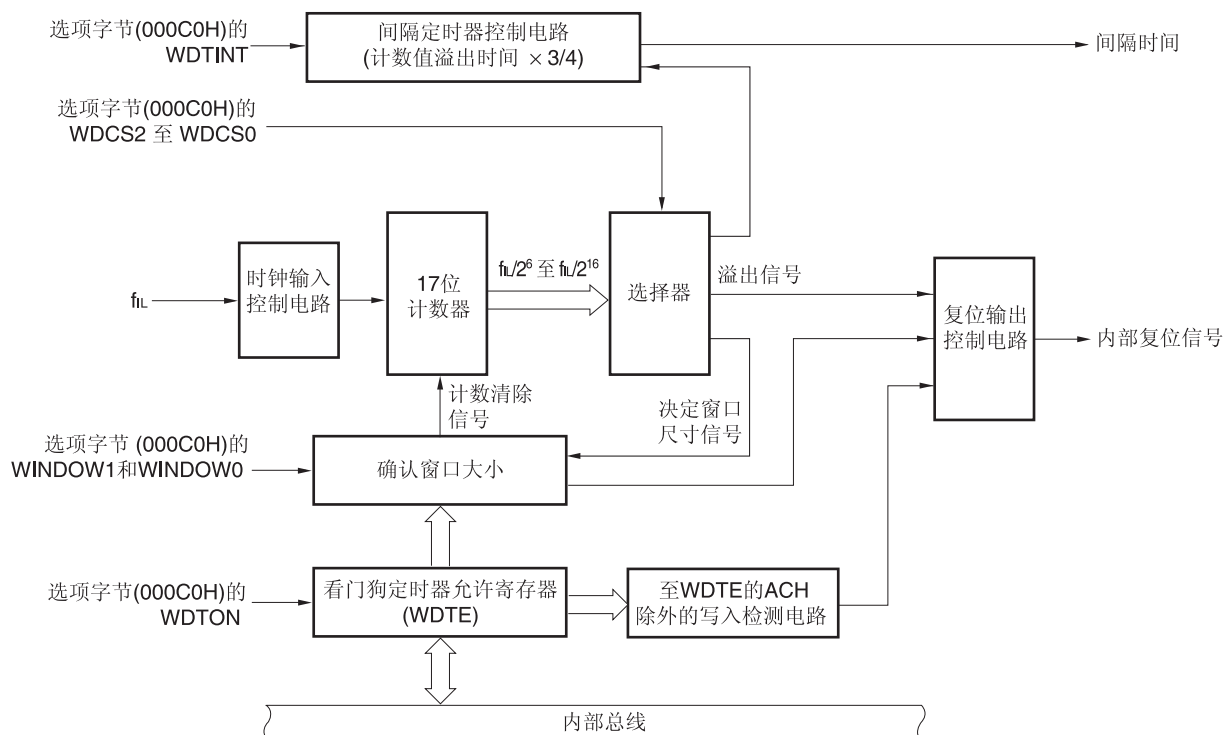 选项字节(000C0H)的
WDTINT
间隔定时器控制电路
(计数值溢出时间 ×3/4)
间隔时间
选项字节(000C0H)的
WDCS2 至 WDCS0
fIL
时钟输入
控制电路
17位
计数器
fIL/2⁶ 至 fIL/2¹⁶
选择器
溢出信号
复位输出
控制电路
内部复位信号
计数清除
信号
决定窗口
尺寸信号
选项字节 (000C0H)的
WINDOW1和WINDOW0
确认窗口大小
选项字节(000C0H)的
WDTON
看门狗定时器允许寄存器
(WDTE)
至WDTE的ACH
除外的写入检测电路
内部总线